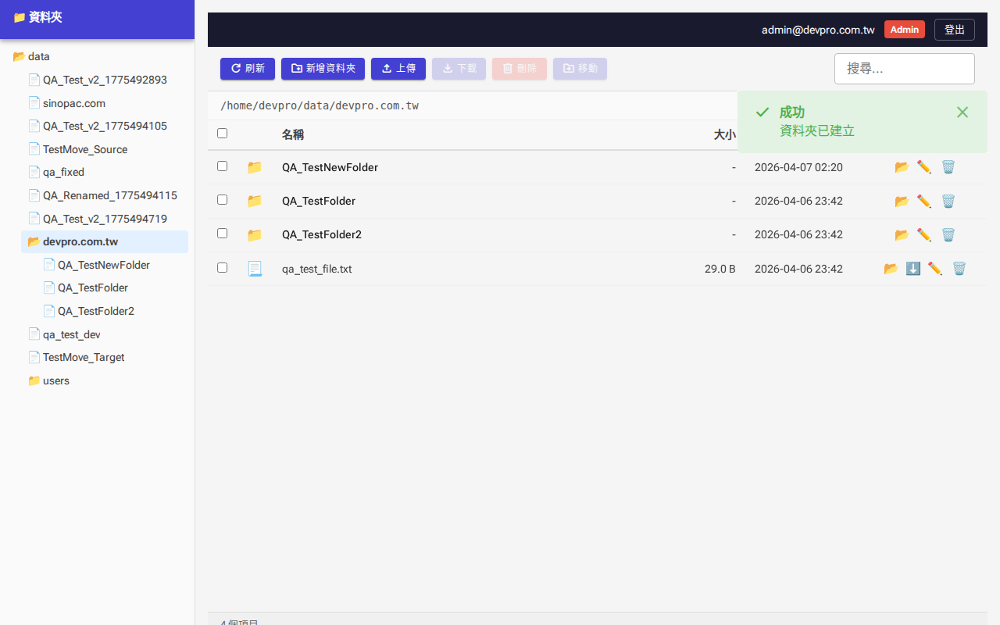 資料夾
data
QA_Test_v2_1775492893
sinopac.com
QA_Test_v2_1775494105
TestMove_Source
qa_fixed
QA_Renamed_1775494115
QA_Test_v2_1775494719
devpro.com.tw
QA_TestNewFolder
QA_TestFolder
QA_TestFolder2
qa_test_dev
TestMove_Target
users
admin@devpro.com.tw Admin 登出
刷新 新增資料夾 上傳 下載 刪除 移動 搜尋...
/home/devpro/data/devpro.com.tw
成功
資料夾已建立
名稱 大小
QA_TestNewFolder - 2026-04-07 02:20
QA_TestFolder - 2026-04-06 23:42
QA_TestFolder2 - 2026-04-06 23:42
qa_test_file.txt 29.0 B 2026-04-06 23:42
4 個項目